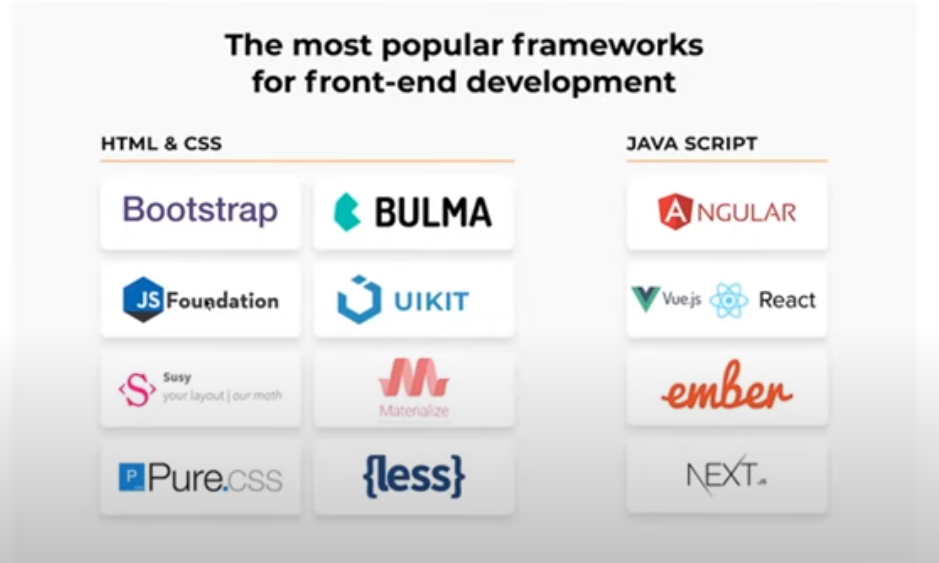 The most popular frameworks
for front-end development
HTML & CSS
JAVA SCRIPT
Bootstrap
BULMA
ANGULAR
JS Foundation
UIKIT
Vue.js React
S Susy
your layout | our math
Materialize
ember
P Pure.css
{less}
NEXT.JS